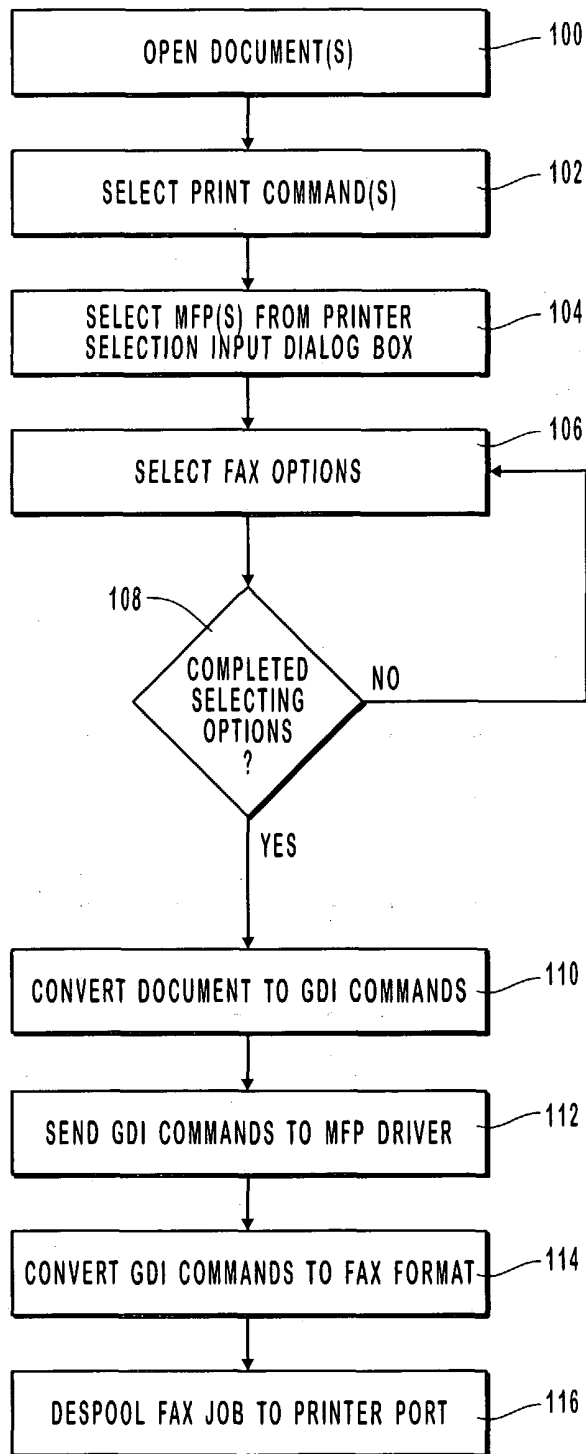 OPEN DOCUMENT(S)
100
SELECT PRINT COMMAND(S)
102
SELECT MFP(S) FROM PRINTER
SELECTION INPUT DIALOG BOX
104
106
SELECT FAX OPTIONS
108
COMPLETED
SELECTING
OPTIONS
?
NO
YES
CONVERT DOCUMENT TO GDI COMMANDS
110
SEND GDI COMMANDS TO MFP DRIVER
112
CONVERT GDI COMMANDS TO FAX FORMAT
114
DESPOOL FAX JOB TO PRINTER PORT
116